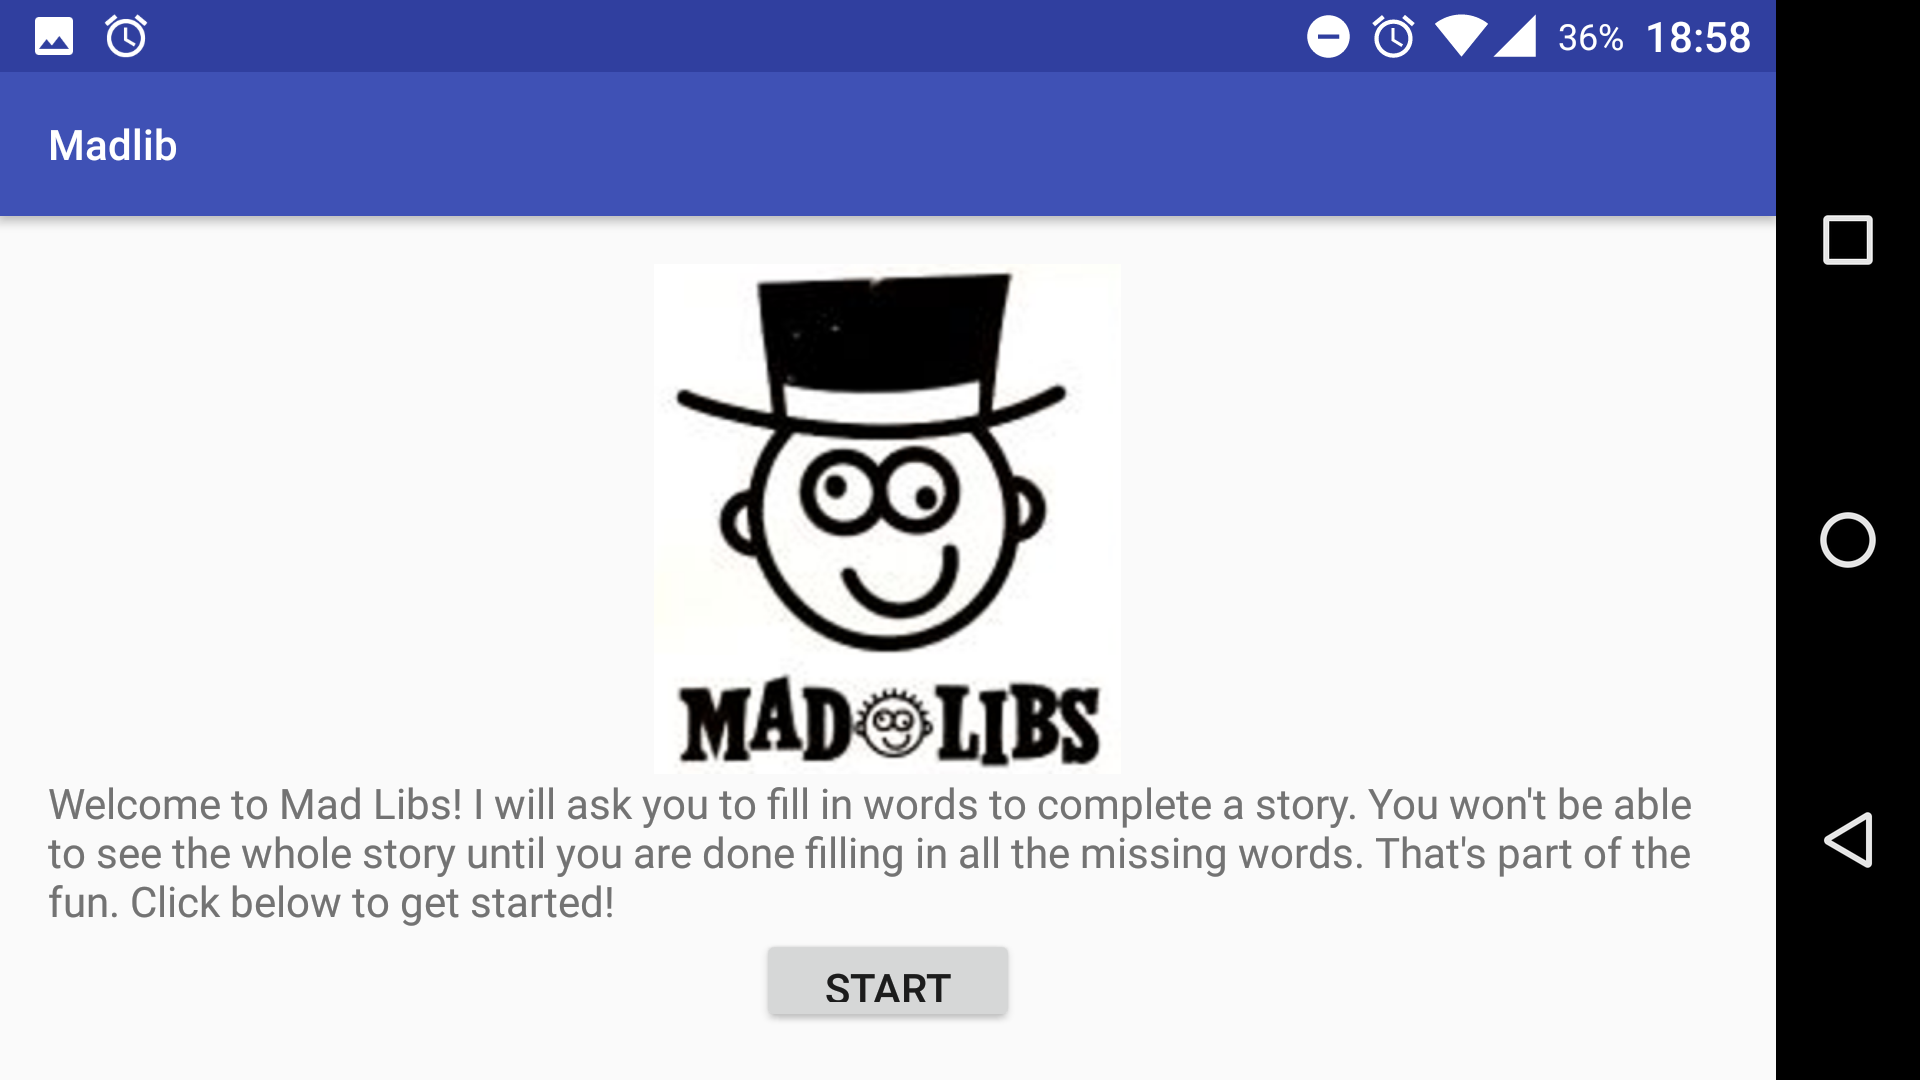 36% 18:58
Madlib
MAD LIBS
Welcome to Mad Libs! I will ask you to fill in words to complete a story. You won't be able
to see the whole story until you are done filling in all the missing words. That's part of the
fun. Click below to get started!
START